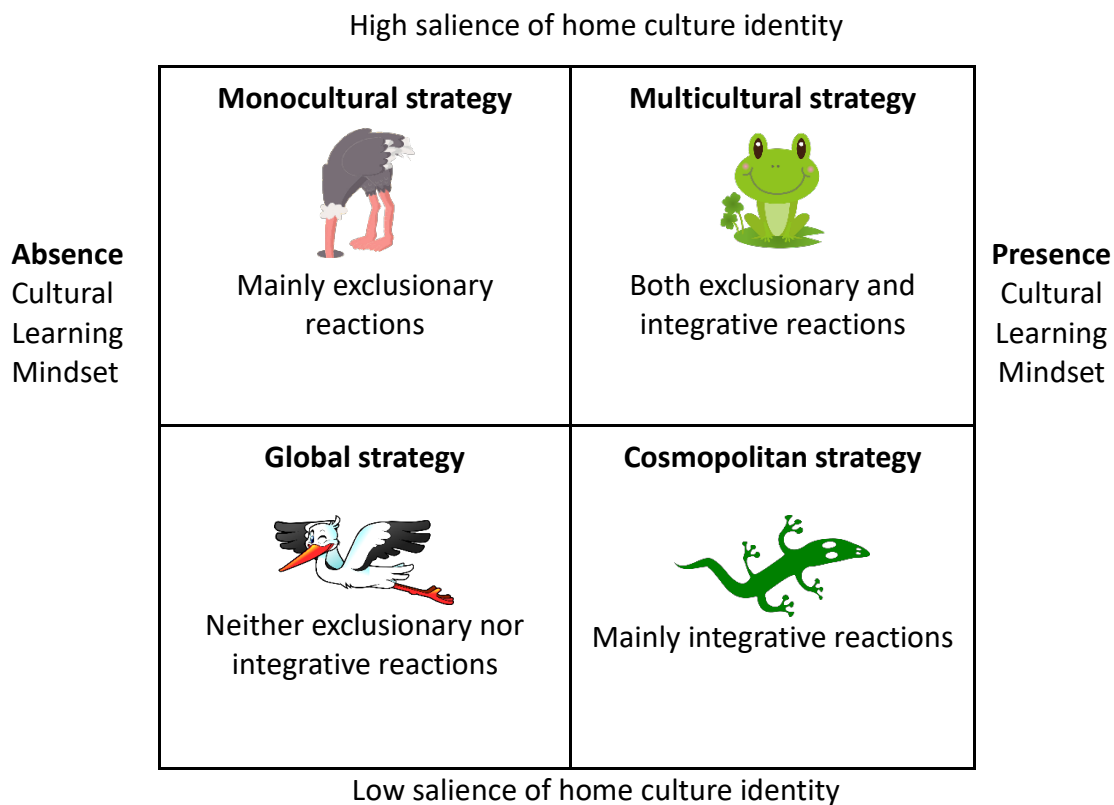 High salience of home culture identity
Monocultural strategy
Multicultural strategy
Absence
Cultural
Learning
Mindset
Mainly exclusionary
reactions
Both exclusionary and
integrative reactions
Presence
Cultural
Learning
Mindset
Global strategy
Cosmopolitan strategy
Neither exclusionary nor
integrative reactions
Mainly integrative reactions
Low salience of home culture identity